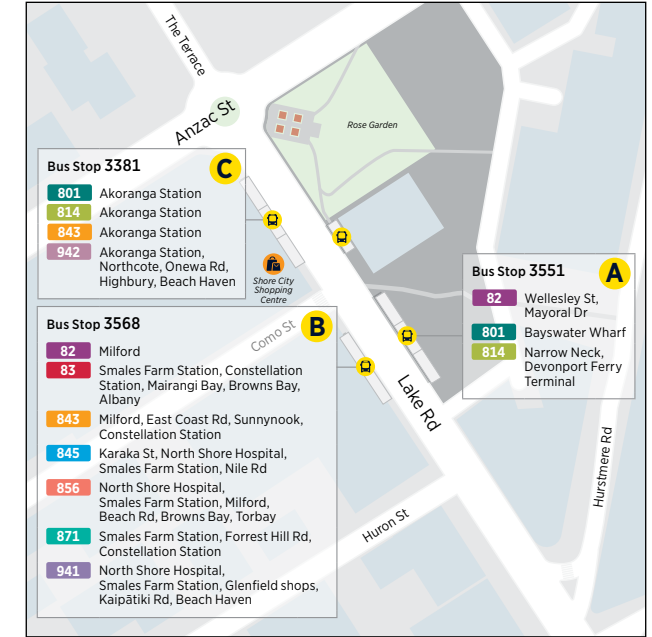 The Terrace
Anzac St
Rose Garden
Bus Stop 3381
C
801 Akoranga Station
814 Akoranga Station
843 Akoranga Station
942 Akoranga Station,
Northcote, Onewa Rd,
Highbury, Beach Haven
Shore City
Shopping
Centre
Bus Stop 3551
A
82 Wellesley St,
Mayoral Dr
801 Bayswater Wharf
814 Narrow Neck,
Devonport Ferry
Terminal
Bus Stop 3568
B
Como St
82 Milford
83 Smales Farm Station, Constellation
Station, Mairangi Bay, Browns Bay,
Albany
843 Milford, East Coast Rd, Sunnynook,
Constellation Station
845 Karaka St, North Shore Hospital,
Smales Farm Station, Nile Rd
856 North Shore Hospital,
Smales Farm Station, Milford,
Beach Rd, Browns Bay, Torbay
871 Smales Farm Station, Forrest Hill Rd,
Constellation Station
941 North Shore Hospital,
Smales Farm Station, Glenfield shops,
Kaipātiki Rd, Beach Haven
Lake Rd
Huron St
Hurstmere Rd